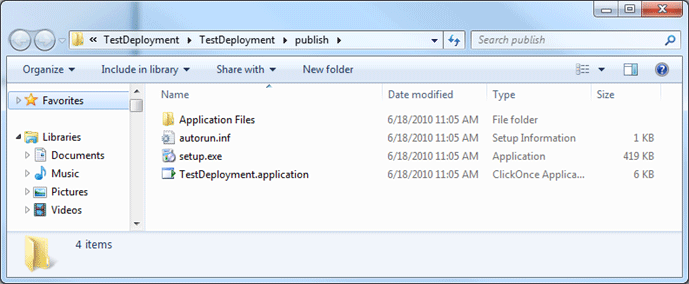 « TestDeployment TestDeployment publish Search publish
Organize Include in library Share with New folder
Favorites
Libraries
Documents
Music
Pictures
Videos
Name Date modified Type Size
Application Files 6/18/2010 11:05 AM File folder
autorun.inf 6/18/2010 11:05 AM Setup Information 1 KB
setup.exe 6/18/2010 11:05 AM Application 419 KB
TestDeployment.application 6/18/2010 11:05 AM ClickOnce Applica... 6 KB
4 items